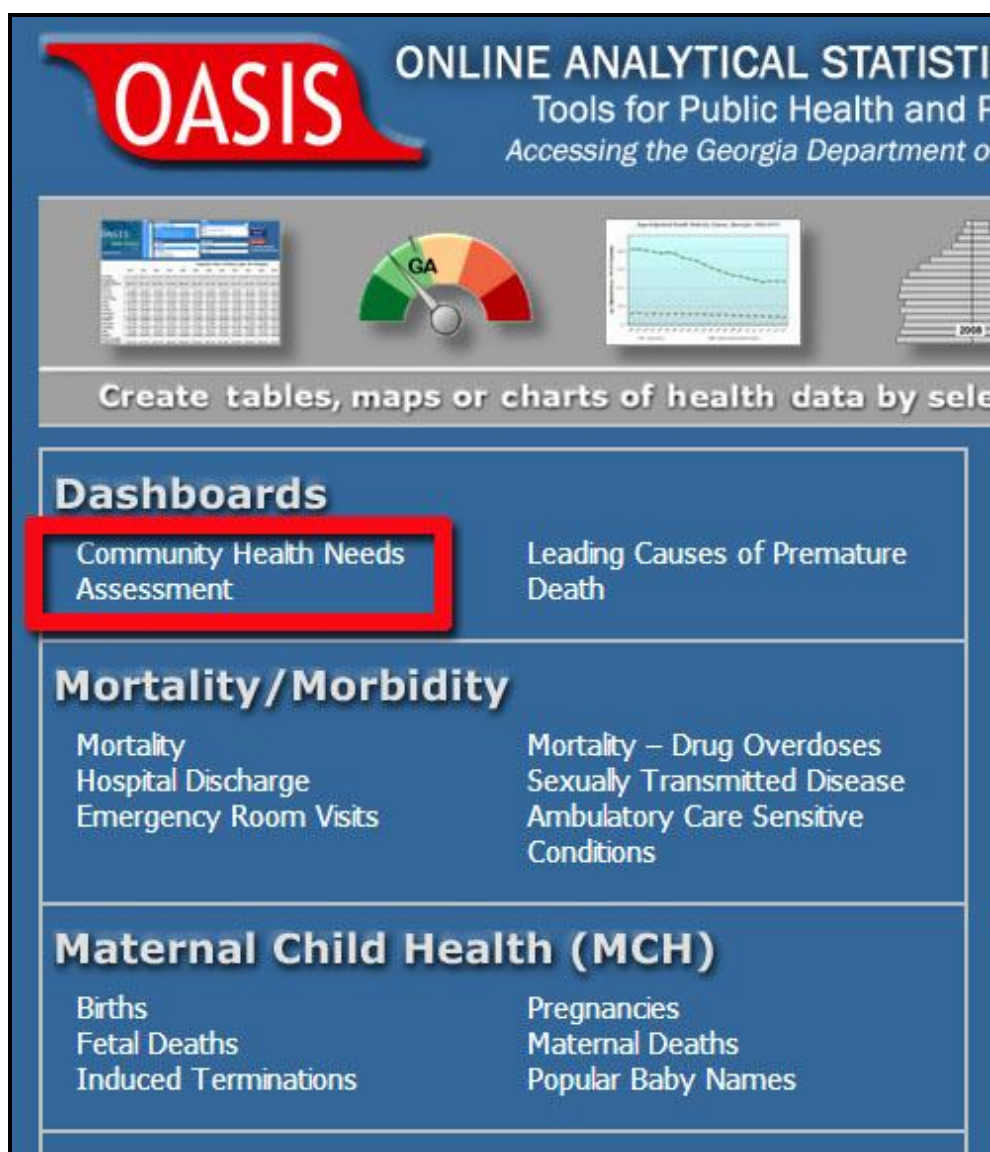 OASIS
ONLINE ANALYTICAL STATISTI
Tools for Public Health and P
Accessing the Georgia Department o
GA
2008
Create tables, maps or charts of health data by sele
Dashboards
Community Health Needs
Assessment
Leading Causes of Premature
Death
Mortality/Morbidity
Mortality
Hospital Discharge
Emergency Room Visits
Mortality – Drug Overdoses
Sexually Transmitted Disease
Ambulatory Care Sensitive
Conditions
Maternal Child Health (MCH)
Births
Fetal Deaths
Induced Terminations
Pregnancies
Maternal Deaths
Popular Baby Names